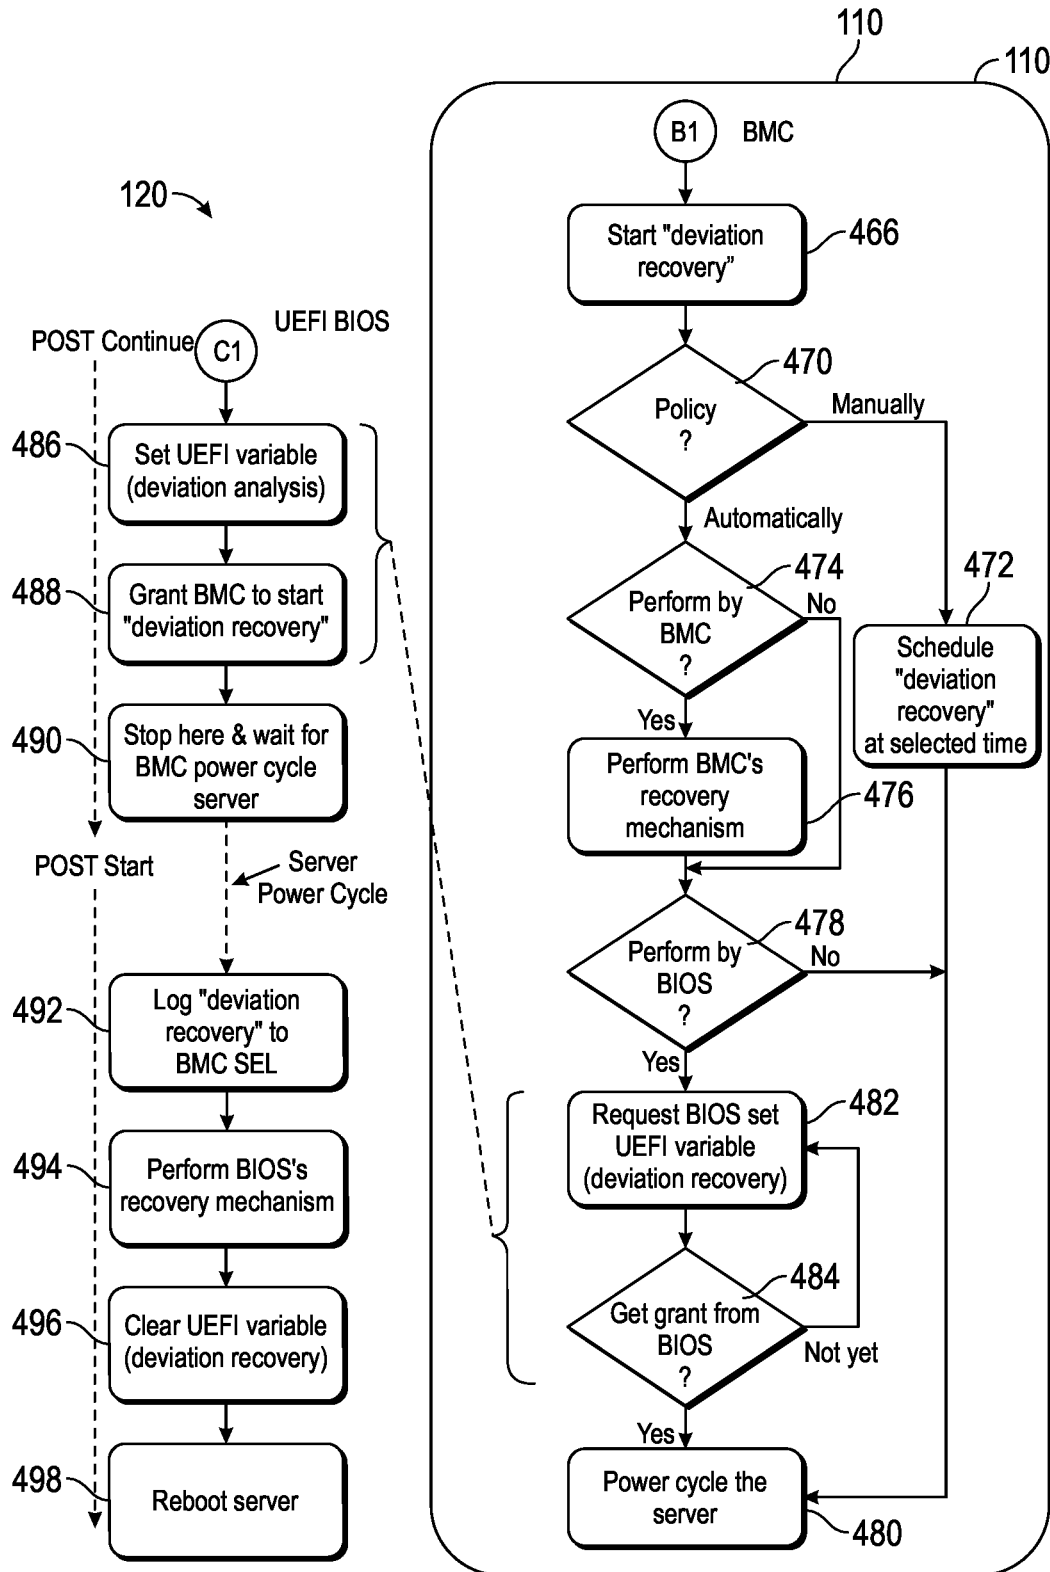 110
110
B1
BMC
120
Start "deviation
recovery”
466
UEFI BIOS
POST Continue
C1
470
Policy
?
Manually
486
Set UEFI variable
(deviation analysis)
Automatically
474
Perform by
BMC
?
No
472
Schedule
"deviation
recovery"
at selected time
488
Grant BMC to start
"deviation recovery"
Yes
490
Stop here & wait for
BMC power cycle
server
Perform BMC's
recovery
mechanism
476
POST Start
Server
Power Cycle
478
Perform by
BIOS
?
No
492
Log "deviation
recovery" to
BMC SEL
Yes
Request BIOS set
UEFI variable
(deviation recovery)
482
494
Perform BIOS's
recovery mechanism
484
Get grant from
BIOS
?
Not yet
496
Clear UEFI variable
(deviation recovery)
Yes
498
Reboot server
Power cycle the
server
480